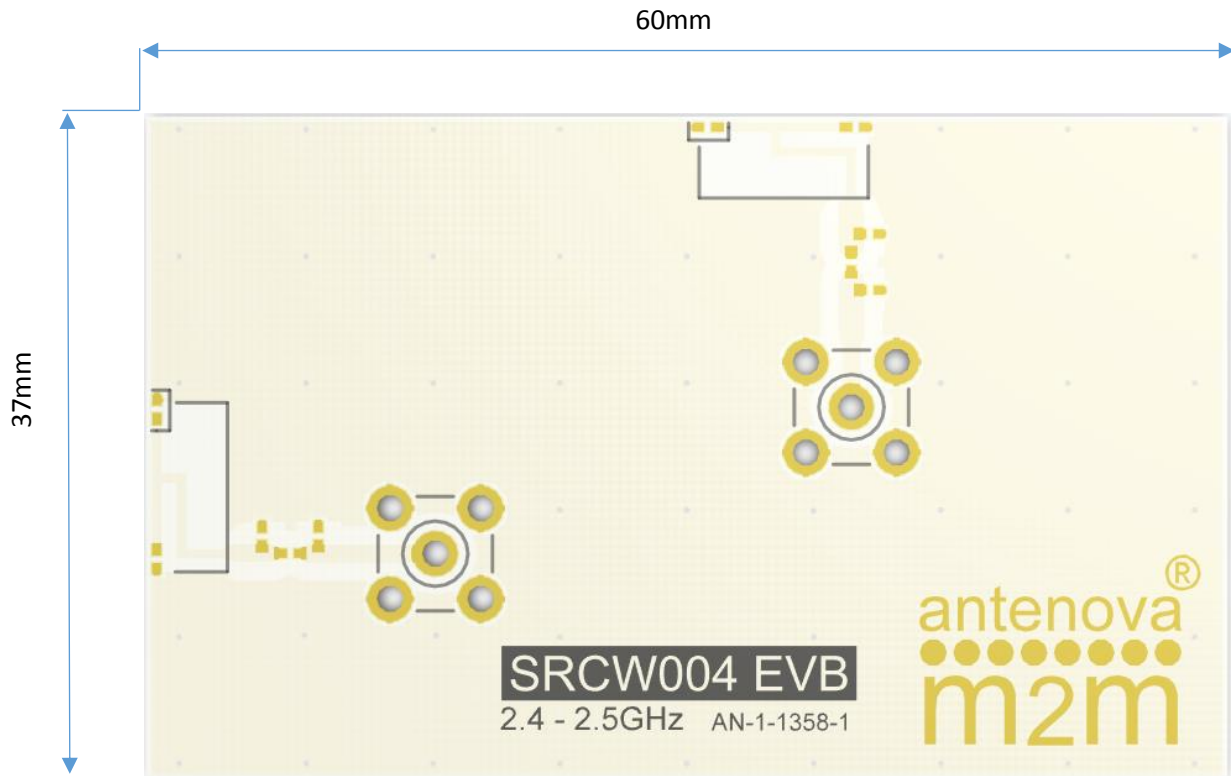 60mm
37mm
®
antenova
m2m
SRCW004 EVB
2.4 - 2.5GHz AN-1-1358-1